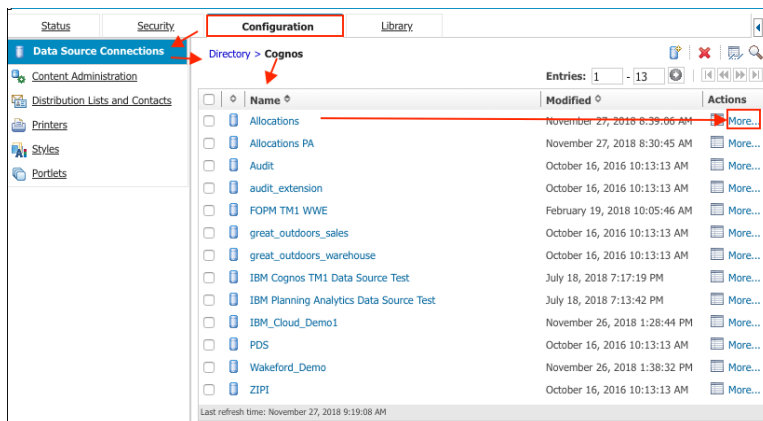 Status Security Configuration Library
Data Source Connections
Content Administration
Distribution Lists and Contacts
Printers
Styles
Portlets
Directory > Cognos
Entries: 1 - 13
Name Modified Actions
Allocations November 27, 2018 8:39:06 AM More...
Allocations PA November 27, 2018 8:30:45 AM More...
Audit October 16, 2016 10:13:13 AM More...
audit_extension October 16, 2016 10:13:13 AM More...
FOPM TM1 WWE February 19, 2018 10:05:46 AM More...
great_outdoors_sales October 16, 2016 10:13:13 AM More...
great_outdoors_warehouse October 16, 2016 10:13:13 AM More...
IBM Cognos TM1 Data Source Test July 18, 2018 7:17:19 PM More...
IBM Planning Analytics Data Source Test July 18, 2018 7:13:42 PM More...
IBM_Cloud_Demo1 November 26, 2018 1:28:44 PM More...
PDS October 16, 2016 10:13:13 AM More...
Wakeford_Demo November 26, 2018 1:38:32 PM More...
ZIPI October 16, 2016 10:13:13 AM More...
Last refresh time: November 27, 2018 9:19:08 AM